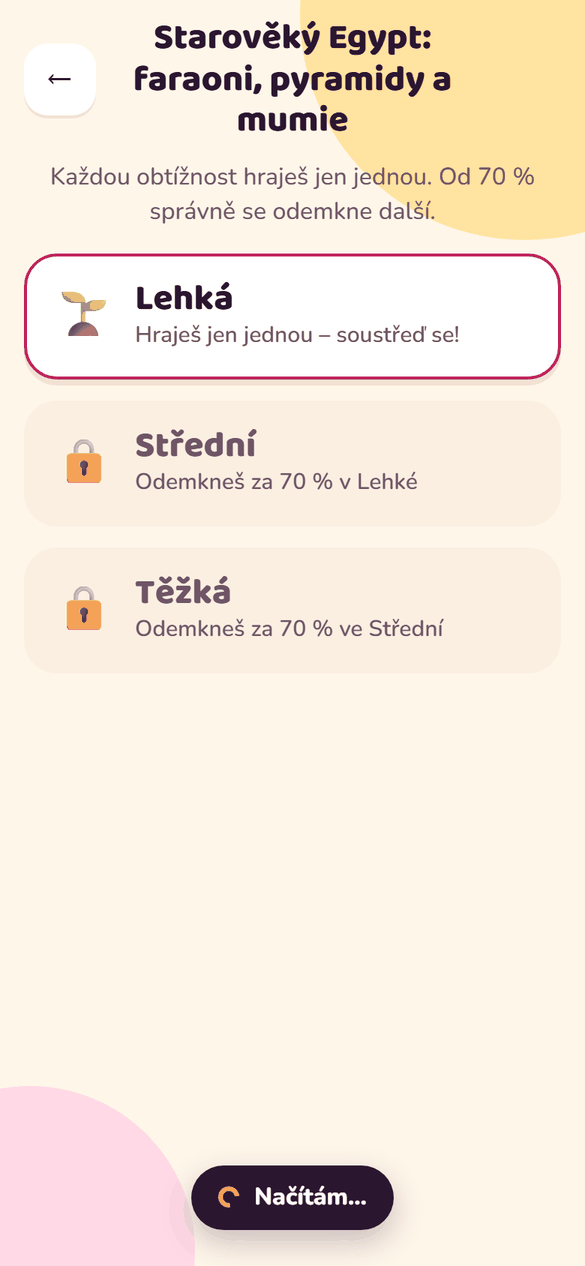 ←
Starověký Egypt:
faraoni, pyramidy a
mumie
Každou obtížnost hraješ jen jednou. Od 70 %
správně se odemkne další.
Lehká
Hraješ jen jednou – soustřeď se!
Střední
Odemkneš za 70 % v Lehké
Těžká
Odemkneš za 70 % ve Střední
Načítám...